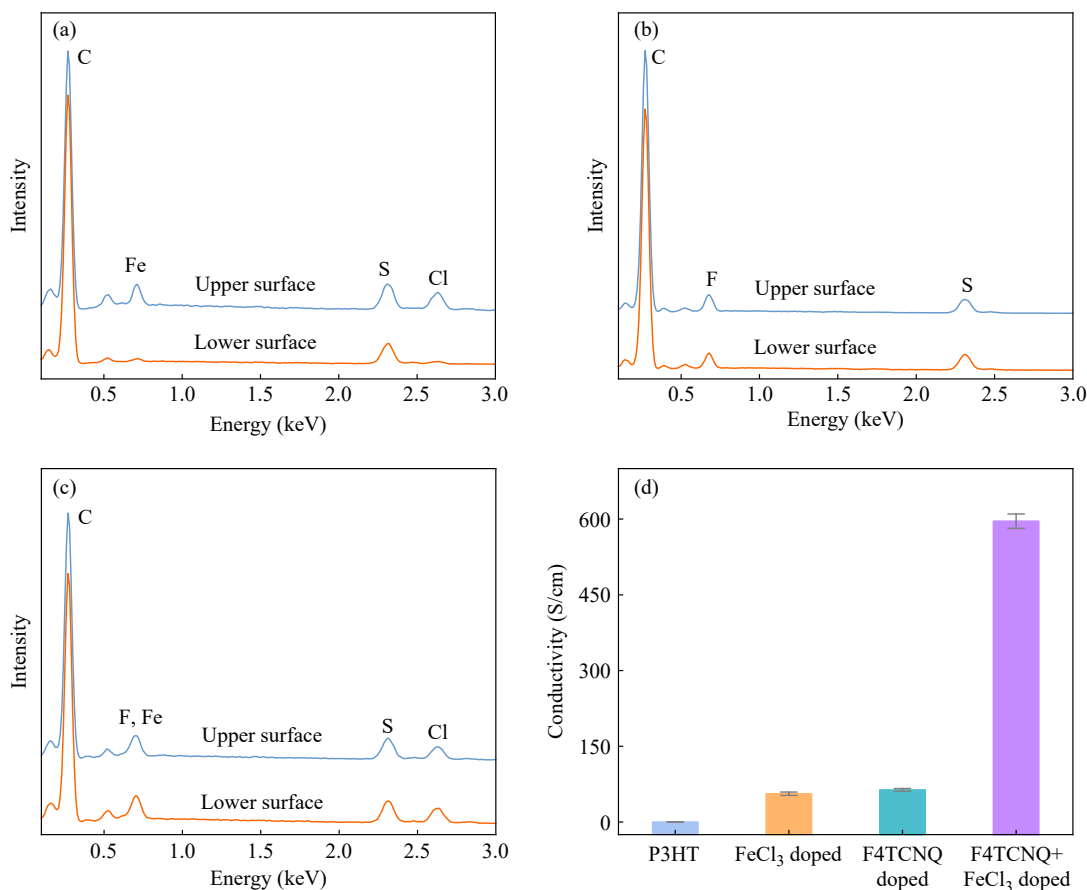 (a)
C
Fe
Upper surface
S
Cl
Lower surface
Intensity
0.5 1.0 1.5 2.0 2.5 3.0
Energy (keV)
(b)
C
F
Upper surface
S
Lower surface
Intensity
0.5 1.0 1.5 2.0 2.5 3.0
Energy (keV)
(c)
C
F, Fe
Upper surface
S
Cl
Lower surface
Intensity
0.5 1.0 1.5 2.0 2.5 3.0
Energy (keV)
(d)
600
450
300
150
0
Conductivity (S/cm)
P3HT FeCl₃ doped F4TCNQ F4TCNQ+
doped FeCl₃ doped